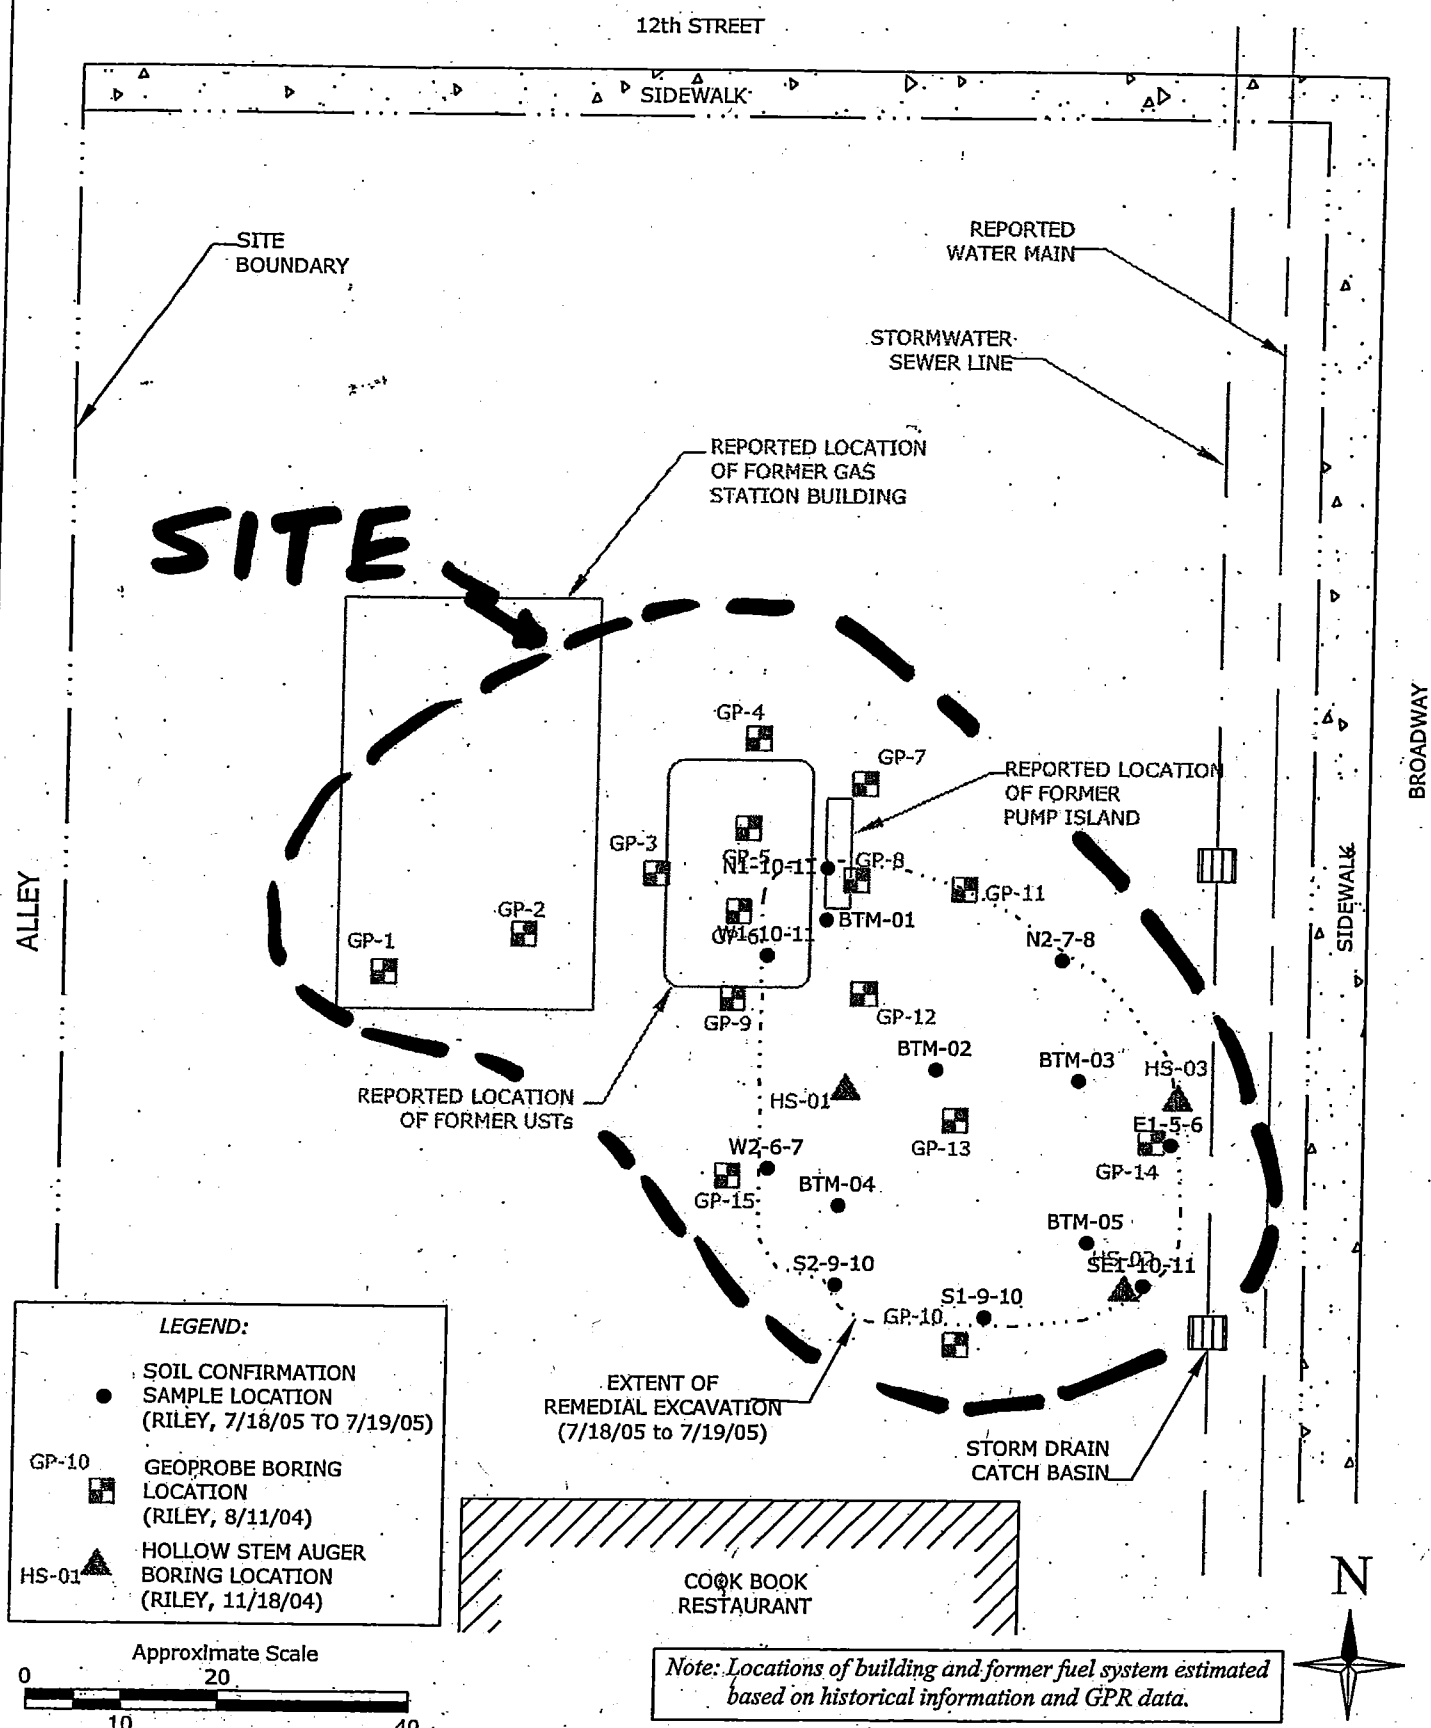 12th STREET
SIDEWALK
SITE
BOUNDARY
REPORTED
WATER MAIN
STORMWATER
SEWER LINE
REPORTED LOCATION
OF FORMER GAS
STATION BUILDING
SITE
GP-4
GP-7
REPORTED LOCATION
OF FORMER
PUMP ISLAND
BROADWAY
GP-3
GP-5
N1-10-11
GP-8
GP-11
ALLEY
SIDEWALK
GP-2
GP-1
GP-6
W1-10-11
BTM-01
N2-7-8
GP-9
GP-12
BTM-02
BTM-03
HS-03
REPORTED LOCATION
OF FORMER USTs
HS-01
E1-5-6
GP-13
GP-14
W2-6-7
GP-15
BTM-04
BTM-05
HS-02
SE1-10-11
S2-9-10
S1-9-10
GP-10
EXTENT OF
REMEDIAL EXCAVATION
(7/18/05 to 7/19/05)
STORM DRAIN
CATCH BASIN
LEGEND:
SOIL CONFIRMATION
SAMPLE LOCATION
(RILEY, 7/18/05 TO 7/19/05)
GP-10
GEOPROBE BORING
LOCATION
(RILEY, 8/11/04)
HS-01
HOLLOW STEM AUGER
BORING LOCATION
(RILEY, 11/18/04)
COOK BOOK
RESTAURANT
N
Approximate Scale
0 20
10 40
Note: Locations of building and former fuel system estimated
based on historical information and GPR data.